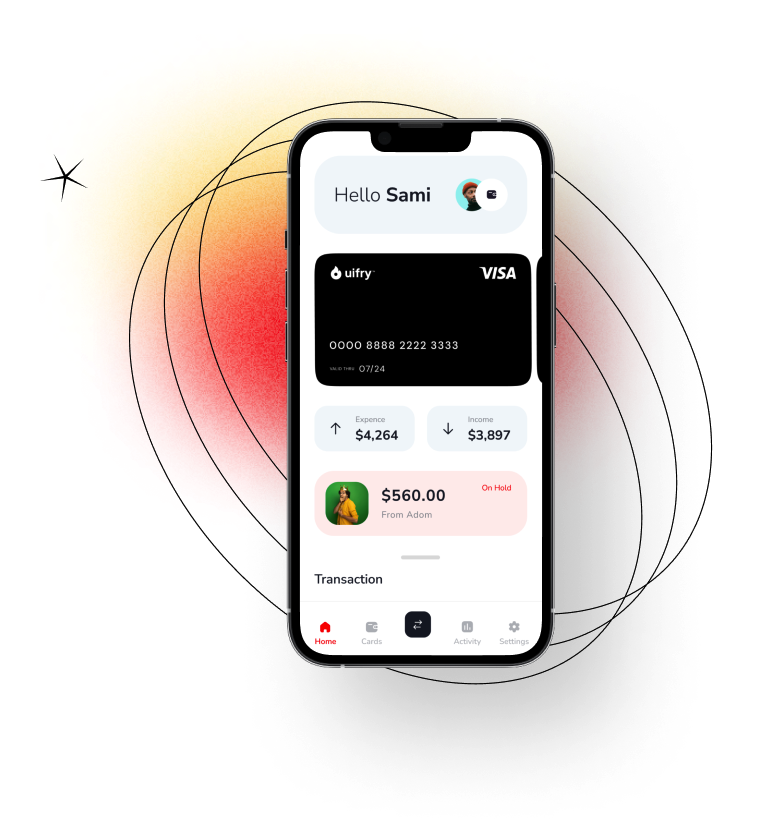 Hello Sami
uifry™
VISA
0000 8888 2222 3333
VALID THRU 07/24
Expence
$4,264
Income
$3,897
$560.00
On Hold
From Adom
Transaction
Home
Cards
Activity
Settings